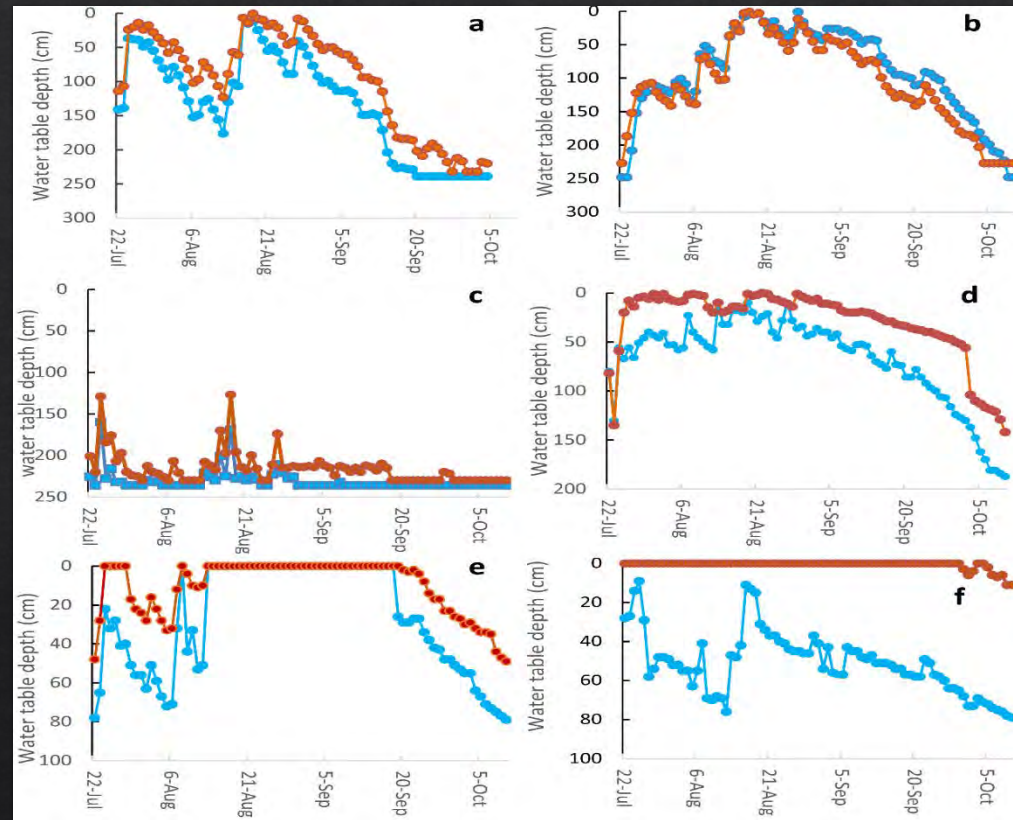 a
Water table depth (cm)
0
50
100
150
200
250
300
22-Jul
6-Aug
21-Aug
5-Sep
20-Sep
5-Oct
b
Water table depth (cm)
0
50
100
150
200
250
300
22-Jul
6-Aug
21-Aug
5-Sep
20-Sep
5-Oct
c
water table depth (cm)
0
50
100
150
200
250
22-Jul
6-Aug
21-Aug
5-Sep
20-Sep
5-Oct
d
Water table depth (cm)
0
50
100
150
200
22-Jul
6-Aug
21-Aug
5-Sep
20-Sep
5-Oct
e
Water table depth (cm)
0
20
40
60
80
100
22-Jul
6-Aug
21-Aug
5-Sep
20-Sep
5-Oct
f
Water table depth (cm)
0
20
40
60
80
100
22-Jul
6-Aug
21-Aug
5-Sep
20-Sep
5-Oct